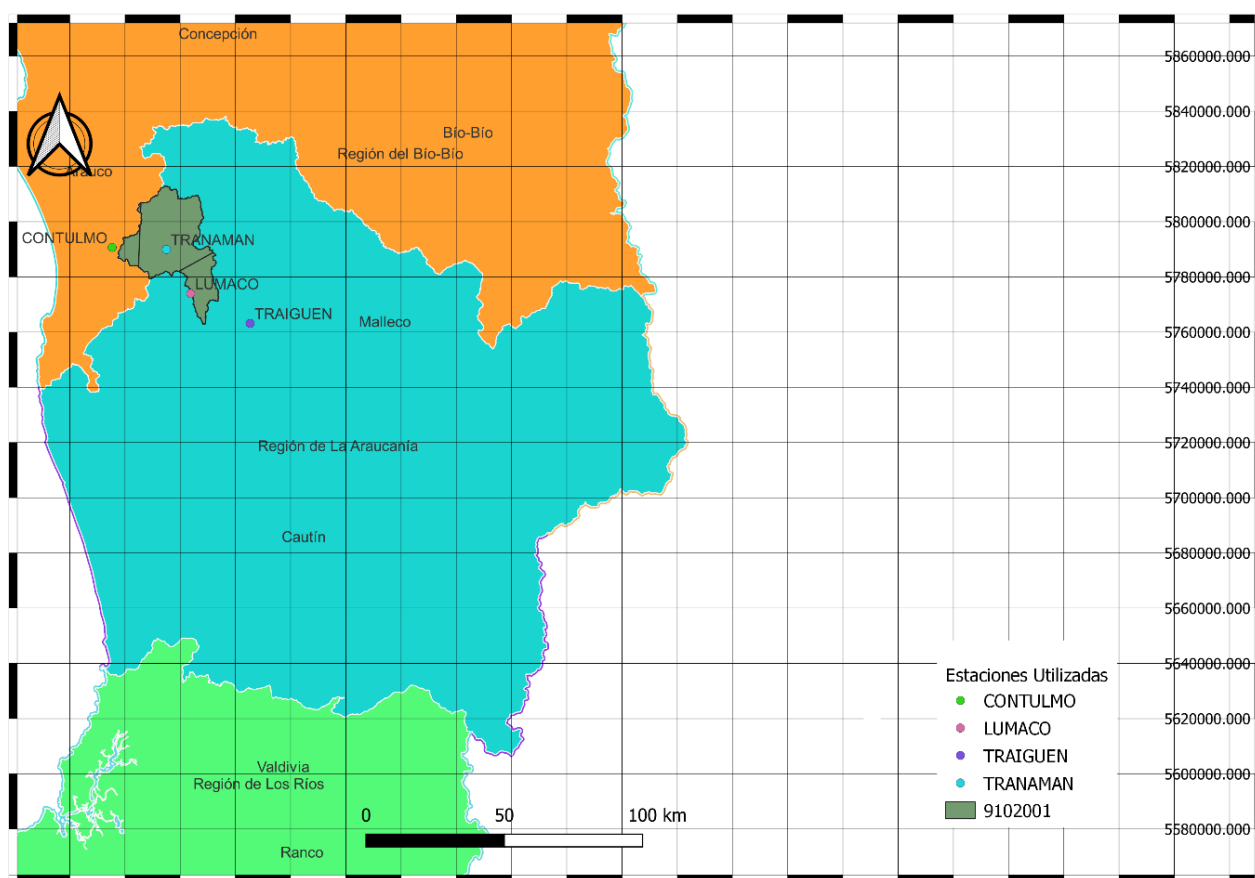 Concepción
5860000.000
5840000.000
Bío-Bío
Región del Bío-Bío
Arauco
5820000.000
5800000.000
CONTULMO
TRANAMAN
5780000.000
LUMACO
TRAIGUEN
Malleco
5760000.000
5740000.000
Región de La Araucanía
5720000.000
5700000.000
Cautín
5680000.000
5660000.000
5640000.000
Estaciones Utilizadas
CONTULMO
LUMACO
TRAIGUEN
TRANAMAN
9102001
5620000.000
Valdivia
Región de Los Ríos
5600000.000
0 50 100 km
5580000.000
Ranco